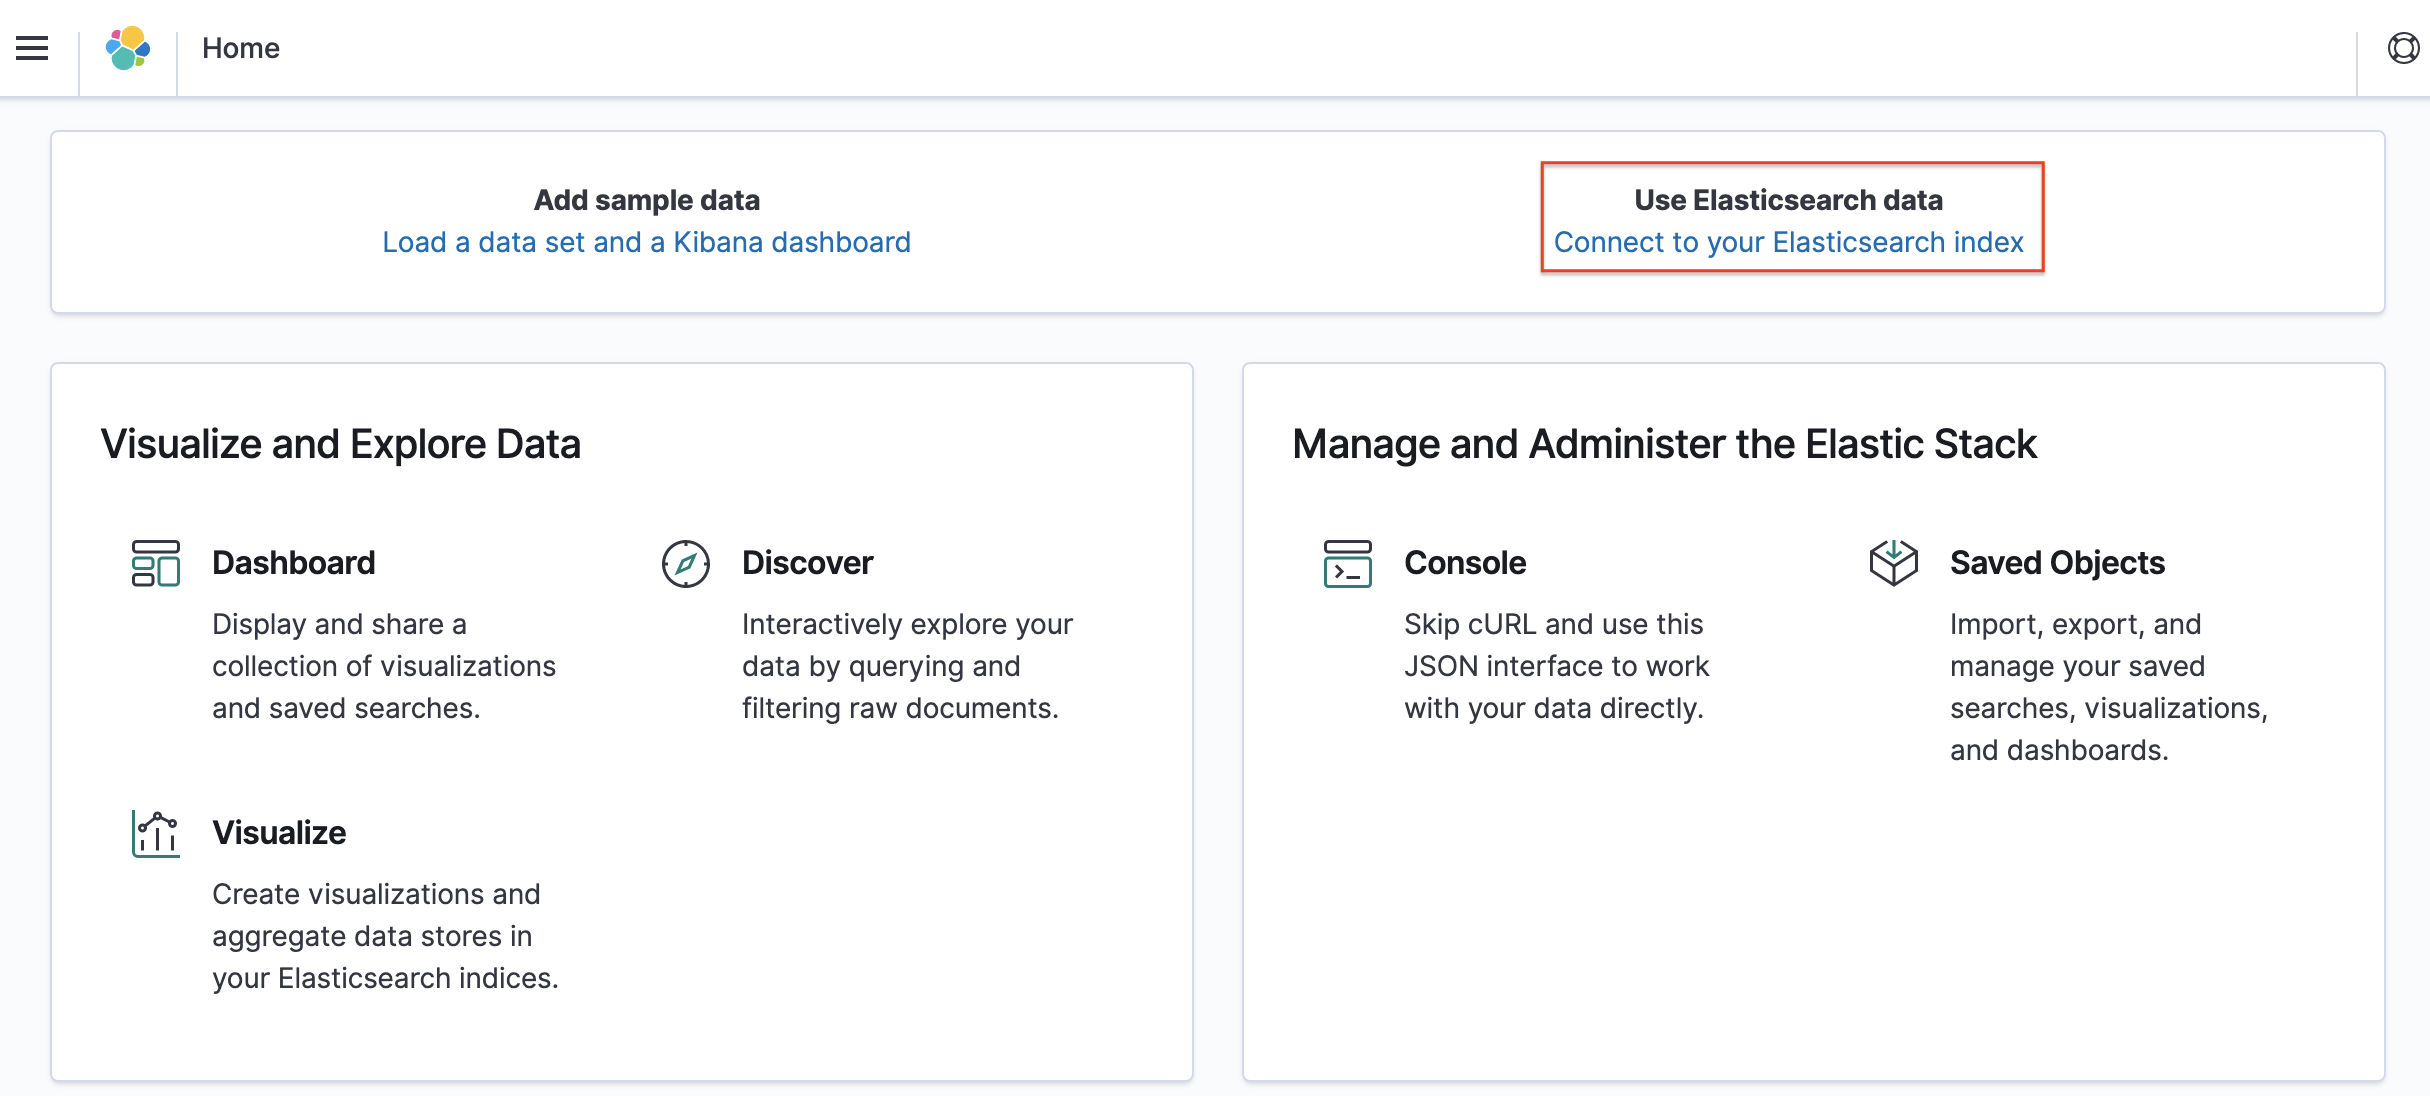 Home
Add sample data
Load a data set and a Kibana dashboard
Use Elasticsearch data
Connect to your Elasticsearch index
Visualize and Explore Data
Dashboard
Display and share a
collection of visualizations
and saved searches.
Discover
Interactively explore your
data by querying and
filtering raw documents.
Visualize
Create visualizations and
aggregate data stores in
your Elasticsearch indices.
Manage and Administer the Elastic Stack
Console
Skip cURL and use this
JSON interface to work
with your data directly.
Saved Objects
Import, export, and
manage your saved
searches, visualizations,
and dashboards.